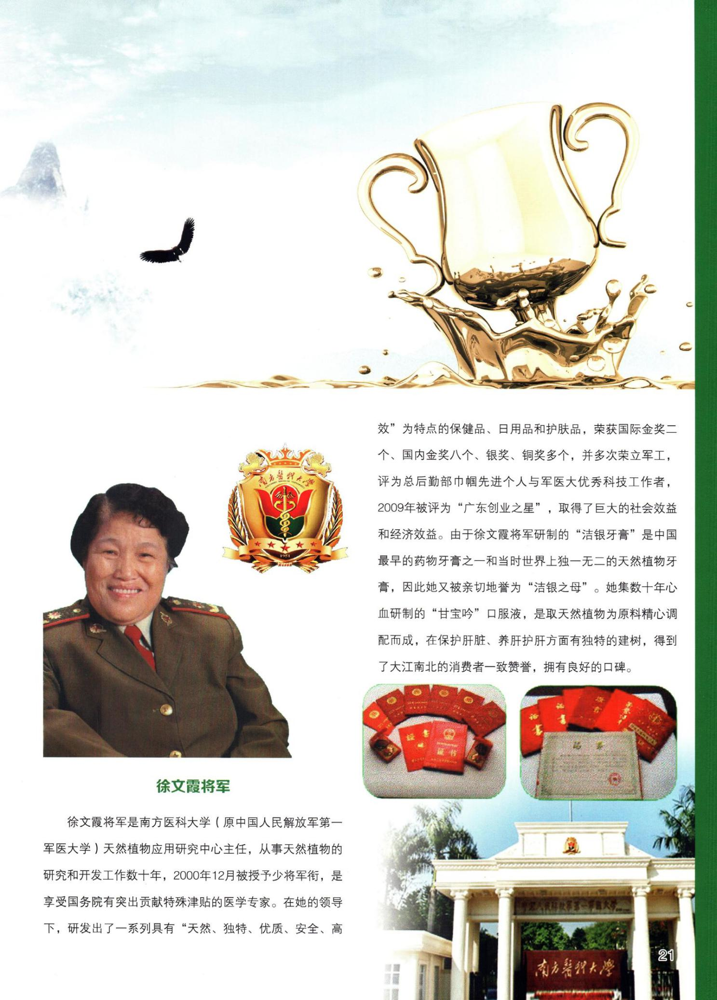 南方醫科大學
SOUTHERN MEDICAL UNIVERSITY
1951
徐文霞将军
徐文霞将军是南方医科大学（原中国人民解放军第一
军医大学）天然植物应用研究中心主任，从事天然植物的
研究和开发工作数十年，2000年12月被授予少将军衔，是
享受国务院有突出贡献特殊津贴的医学专家。在她的领导
下，研发出了一系列具有“天然、独特、优质、安全、高
效”为特点的保健品、日用品和护肤品，荣获国际金奖二
个、国内金奖八个、银奖、铜奖多个，并多次荣立军工，
评为总后勤部巾帼先进个人与军医大优秀科技工作者，
2009年被评为“广东创业之星”，取得了巨大的社会效益
和经济效益。由于徐文霞将军研制的“洁银牙膏”是中国
最早的药物牙膏之一和当时世界上独一无二的天然植物牙
膏，因此她又被亲切地誉为“洁银之母”。她集数十年心
血研制的“甘宝吟”口服液，是取天然植物为原料精心调
配而成，在保护肝脏、养肝护肝方面有独特的建树，得到
了大江南北的消费者一致赞誉，拥有良好的口碑。
证书
证书
证书
南方醫科大學
21